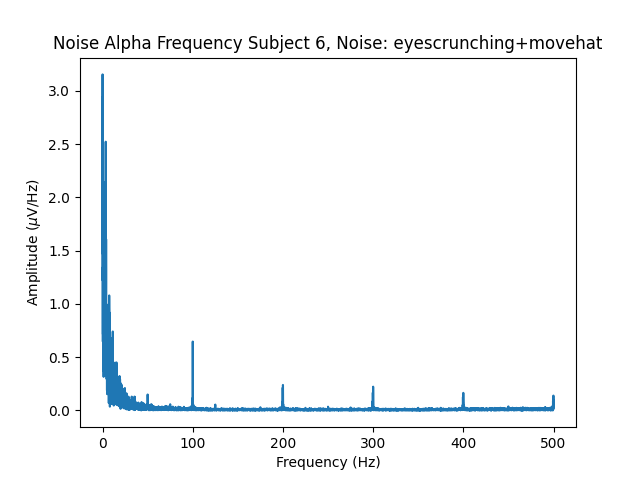 Noise Alpha Frequency Subject 6, Noise: eyescrunching+movehat
3.0
2.5
2.0
1.5
1.0
0.5
0.0
Amplitude (μV/Hz)
0 100 200 300 400 500
Frequency (Hz)